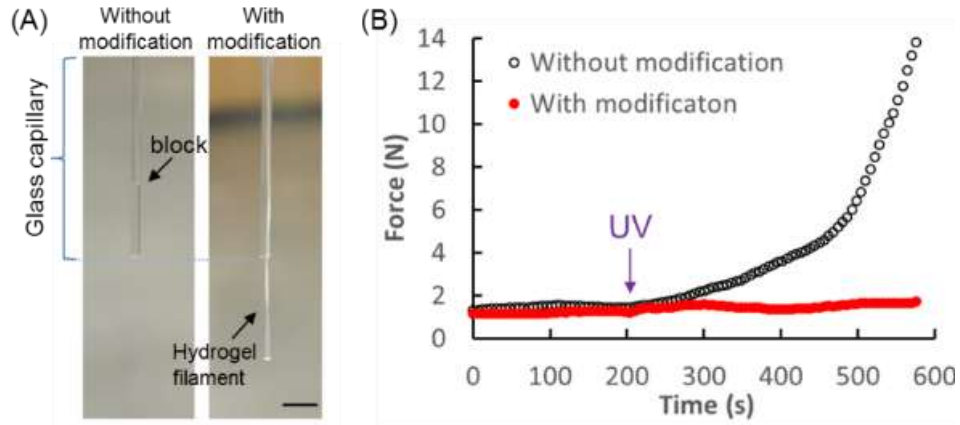 (A)
Without
modification
With
modification
Glass capillary
block
Hydrogel
filament
(B)
14
12
10
8
6
4
2
0
Force (N)
Without modification
With modificaton
UV
0
100
200
300
400
500
600
Time (s)